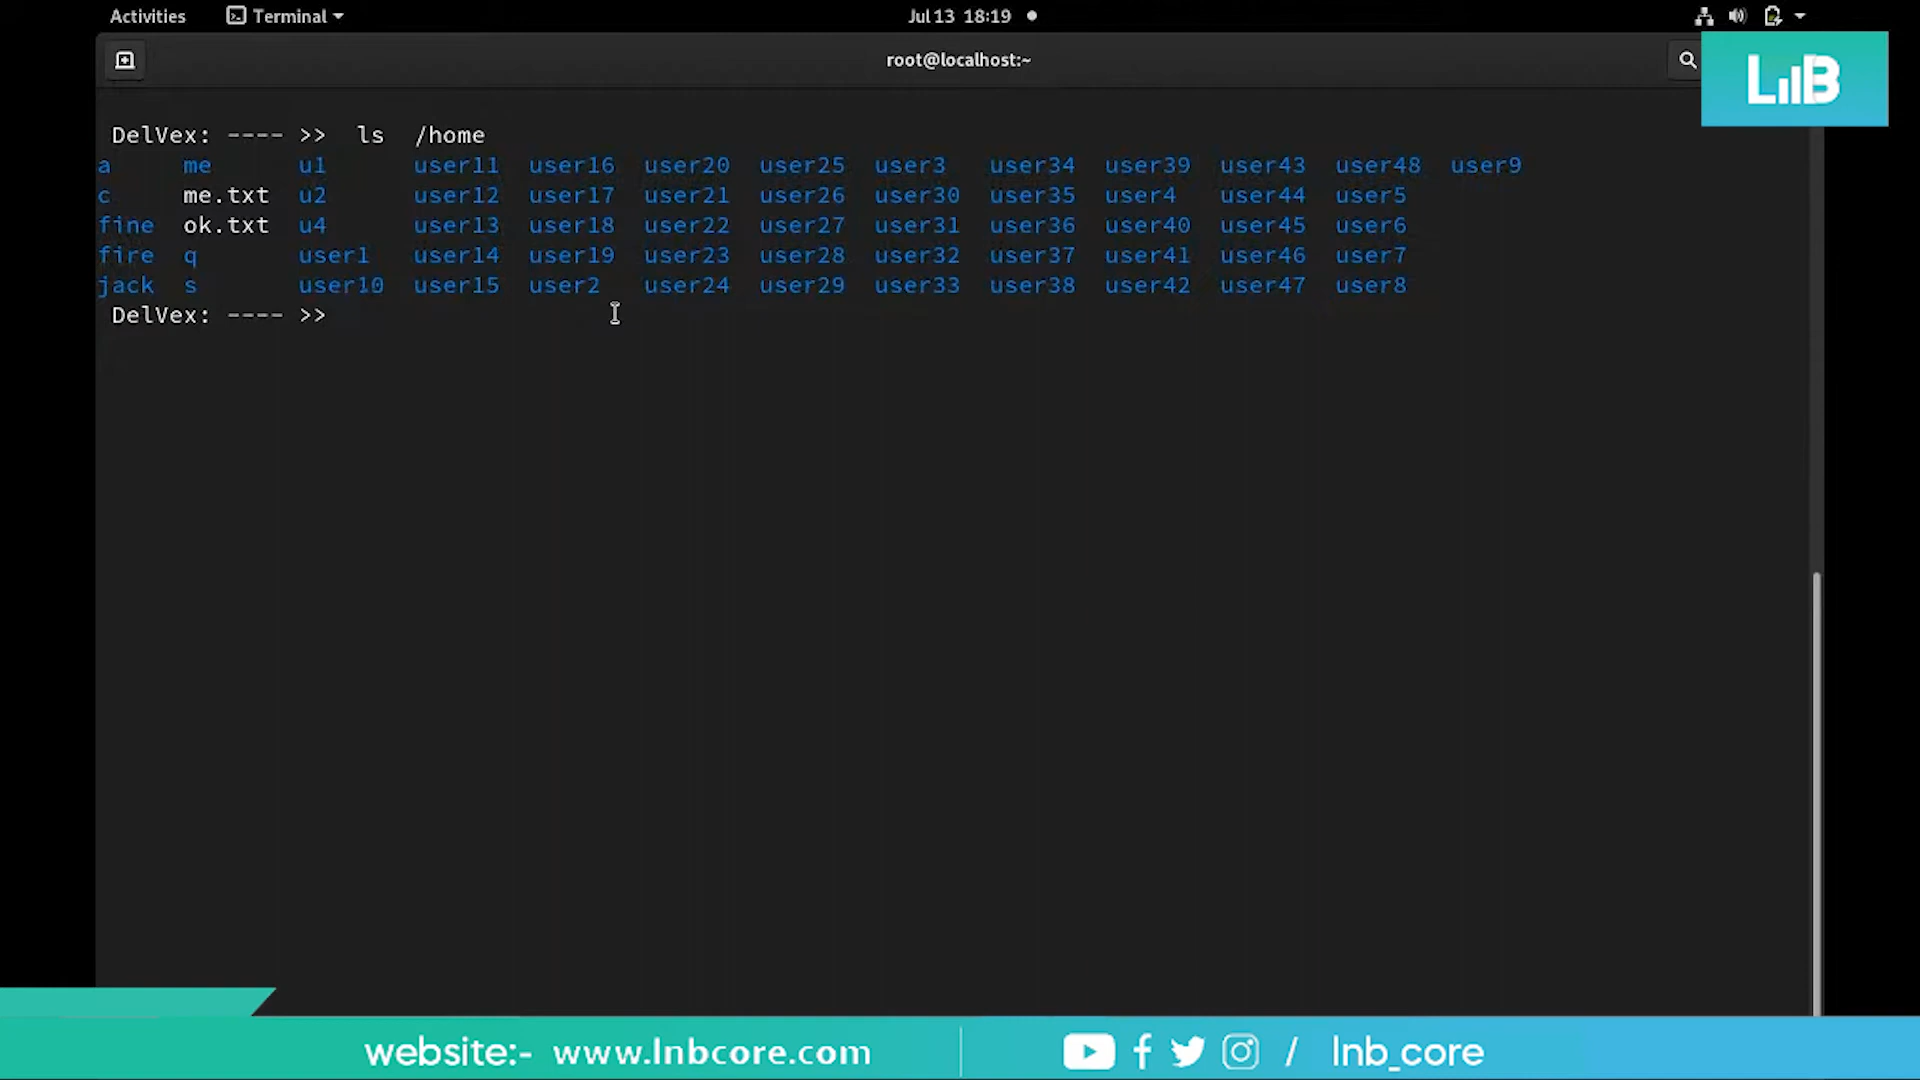 Activities Terminal Jul 13 18:19
root@localhost:~
LNB
DelVex: ---- >> ls /home
a me u1 user11 user16 user20 user25 user3 user34 user39 user43 user48 user9
c me.txt u2 user12 user17 user21 user26 user30 user35 user4 user44 user5
fine ok.txt u4 user13 user18 user22 user27 user31 user36 user40 user45 user6
fire q user1 user14 user19 user23 user28 user32 user37 user41 user46 user7
jack s user10 user15 user2 user24 user29 user33 user38 user42 user47 user8
DelVex: ---- >>
website:- www.lnbcore.com / lnb_core